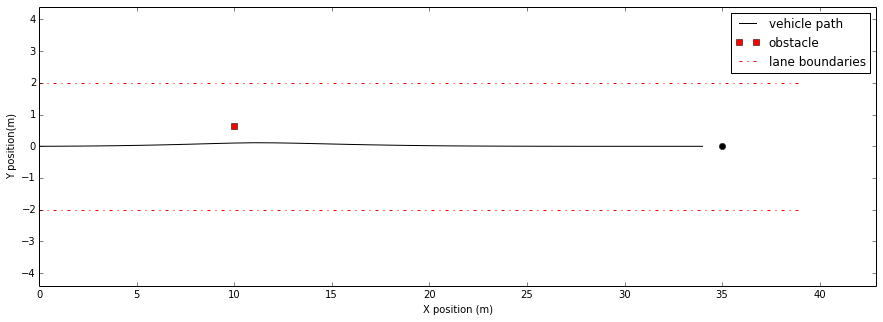 4
3
2
1
0
−1
−2
−3
−4
Y position(m)
0 5 10 15 20 25 30 35 40
X position (m)
vehicle path
obstacle
lane boundaries